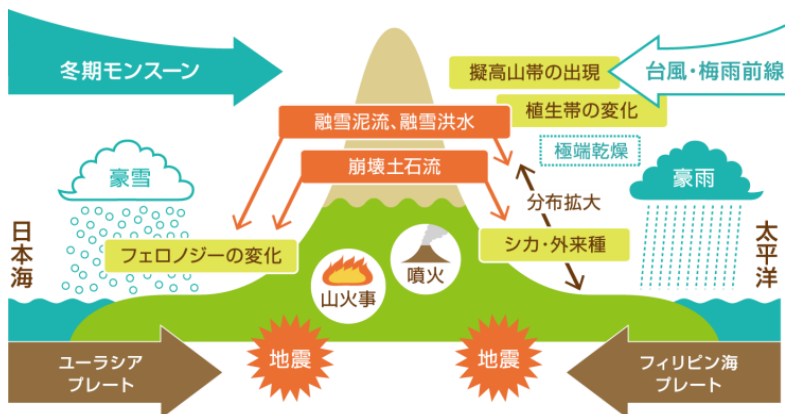 冬期モンスーン
擬高山帯の出現
台風・梅雨前線
植生帯の変化
融雪泥流、融雪洪水
極端乾燥
崩壊土石流
豪雪
豪雨
分布拡大
日本海
太平洋
フェロノジーの変化
シカ・外来種
噴火
山火事
地震
地震
ユーラシア
プレート
フィリピン海
プレート